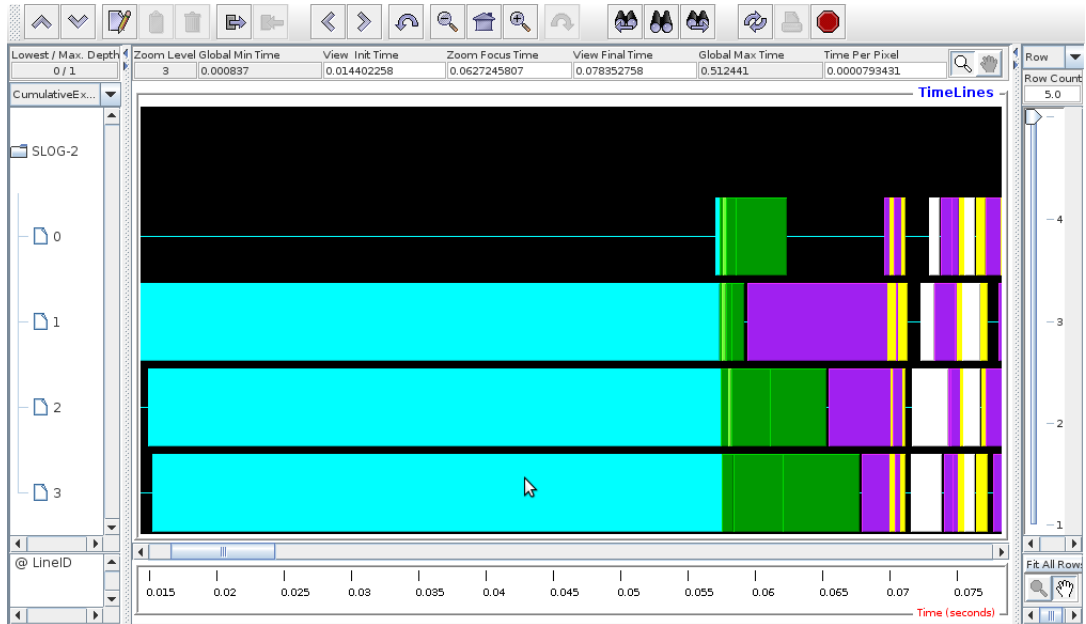 Lowest / Max. Depth
0 / 1
Zoom Level Global Min Time View Init Time Zoom Focus Time View Final Time Global Max Time Time Per Pixel
3 0.000837 0.014402258 0.0627245807 0.078352758 0.512441 0.0000793431
Row
Row Count
5.0
CumulativeEx...
TimeLines
SLOG-2
0
1
2
3
4
3
2
1
@ LineID
Fit All Rows
0.015 0.02 0.025 0.03 0.035 0.04 0.045 0.05 0.055 0.06 0.065 0.07 0.075
Time (seconds)